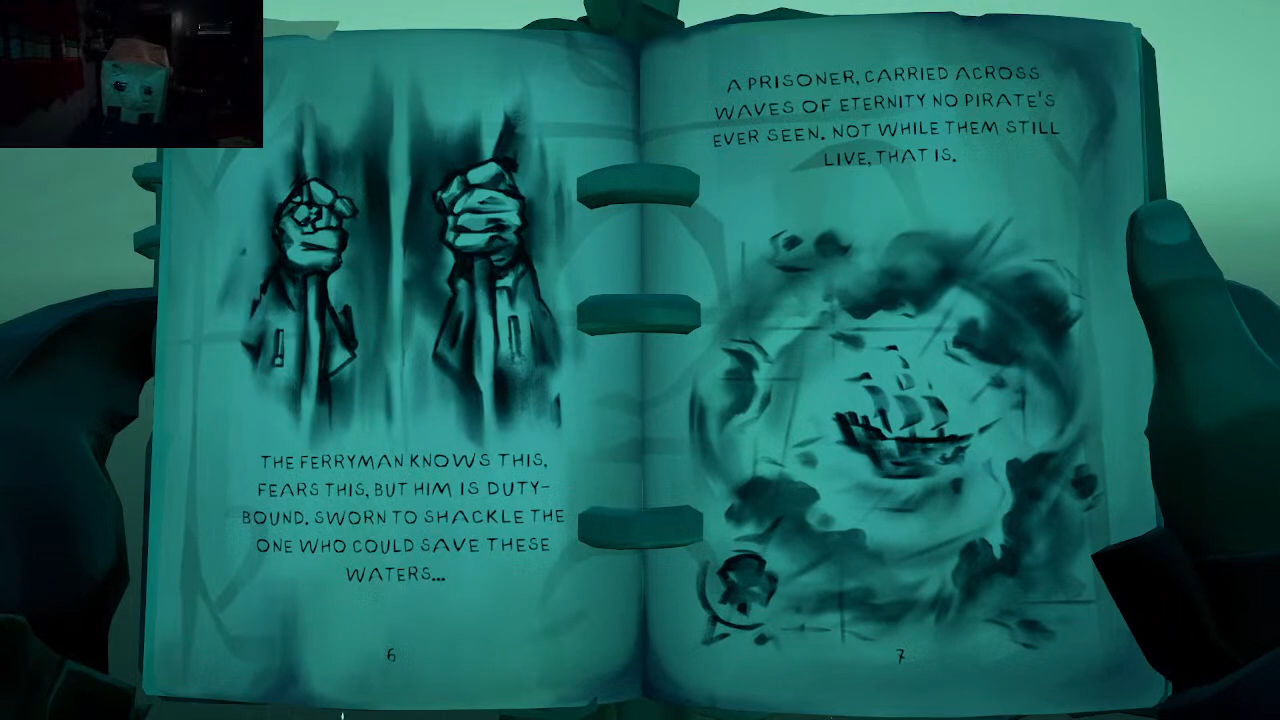 THE FERRYMAN KNOWS THIS,
FEARS THIS, BUT HIM IS DUTY-
BOUND. SWORN TO SHACKLE THE
ONE WHO COULD SAVE THESE
WATERS...
6
A PRISONER, CARRIED ACROSS
WAVES OF ETERNITY NO PIRATE'S
EVER SEEN. NOT WHILE THEM STILL
LIVE, THAT IS.
7